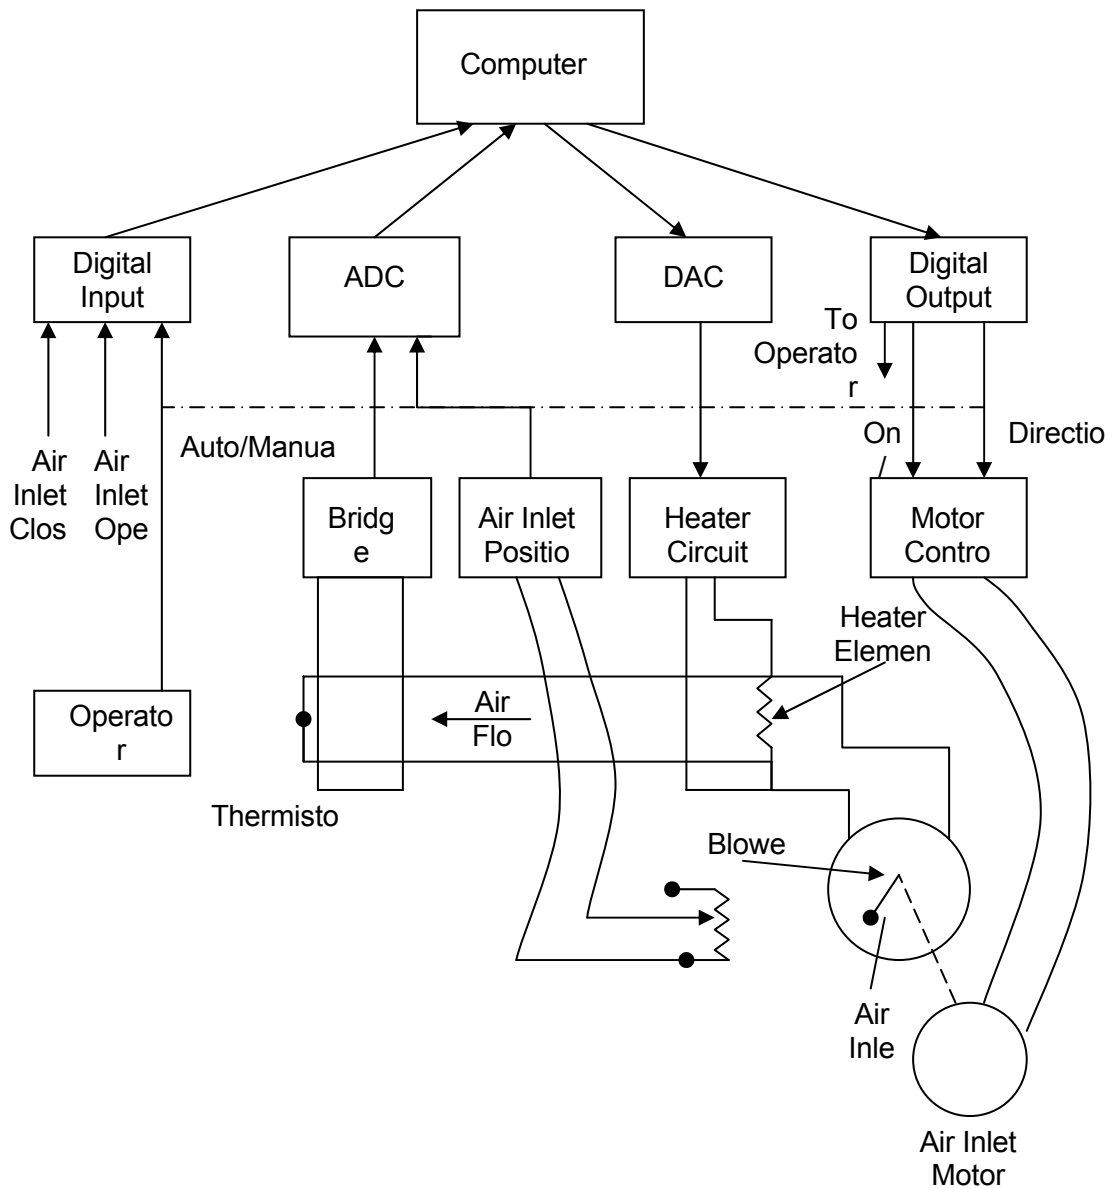 Computer
Digital
Input
ADC
DAC
Digital
Output
To
Operato
r
Auto/Manua
On
Directio
Air
Inlet
Clos
Air
Inlet
Ope
Bridg
e
Air Inlet
Positio
Heater
Circuit
Motor
Contro
Heater
Elemen
Operato
r
Air
Flo
Thermisto
Blowe
Air
Inle
Air Inlet
Motor